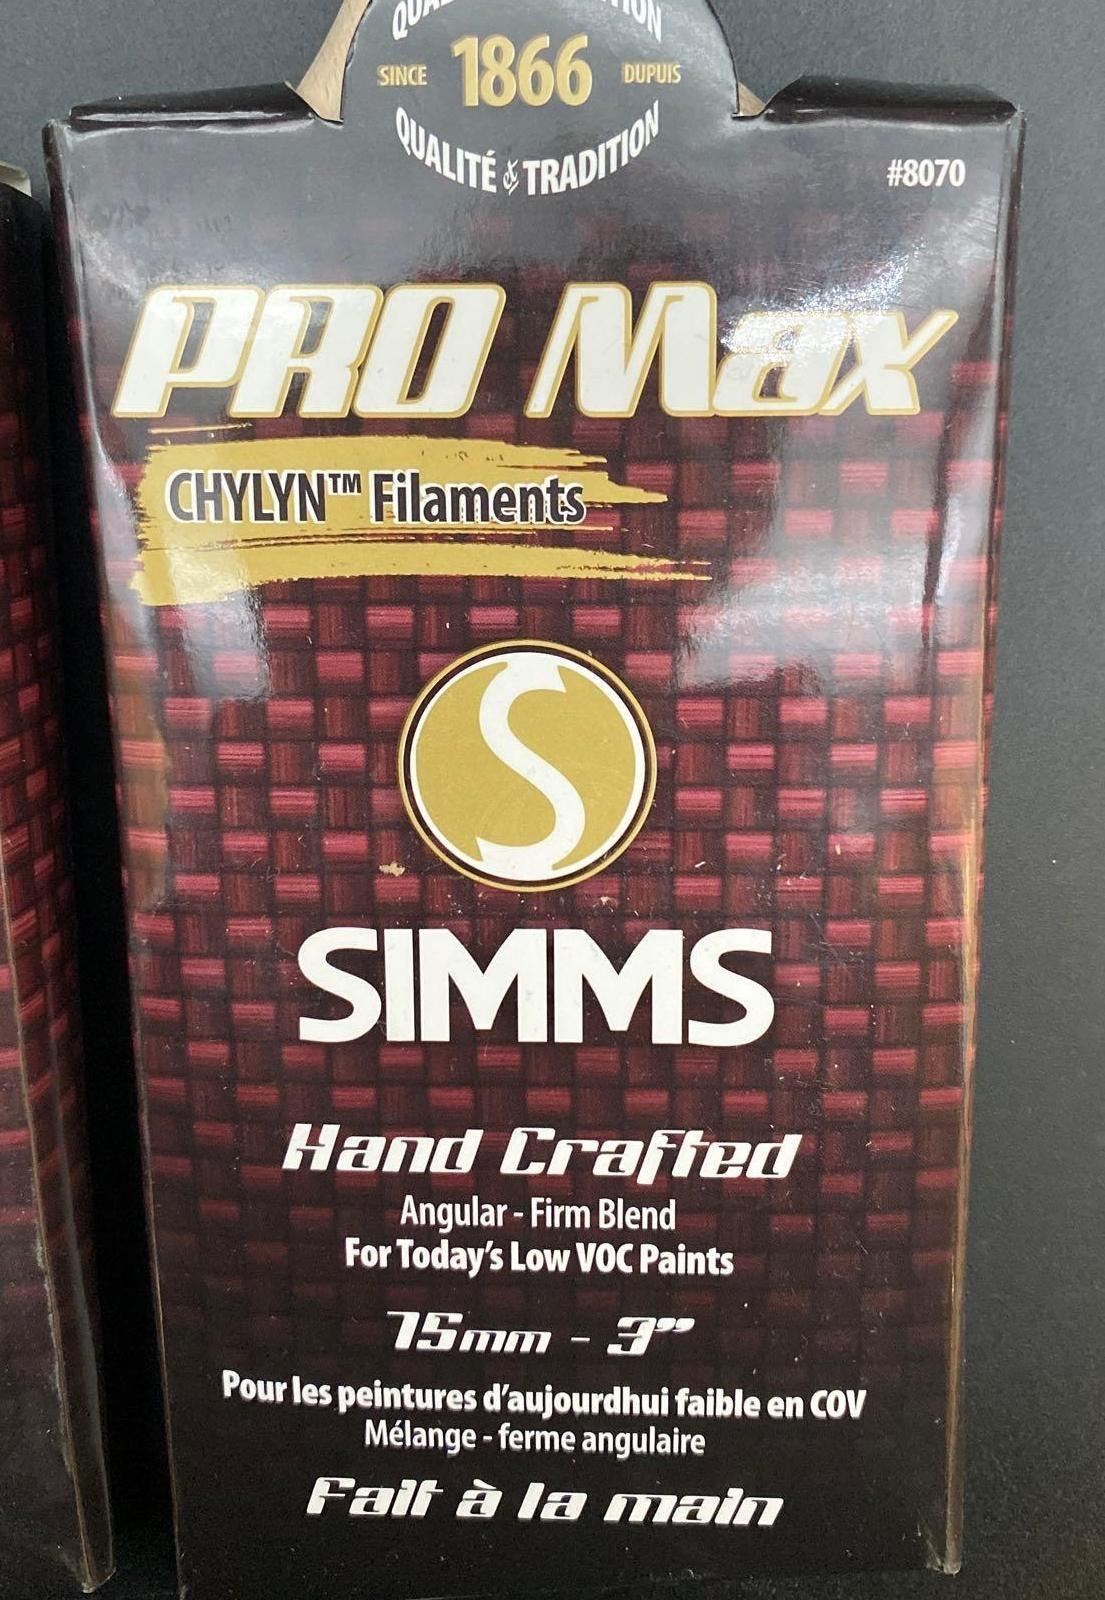 SINCE 1866 DUPUIS
QUALITÉ & TRADITION
#8070
PRO Max
CHYLYN™ Filaments
S
SIMMS
Hand Crafted
Angular - Firm Blend
For Today's Low VOC Paints
75mm - 3"
Pour les peintures d'aujourdhui faible en COV
Mélange - ferme angulaire
Fait à la main